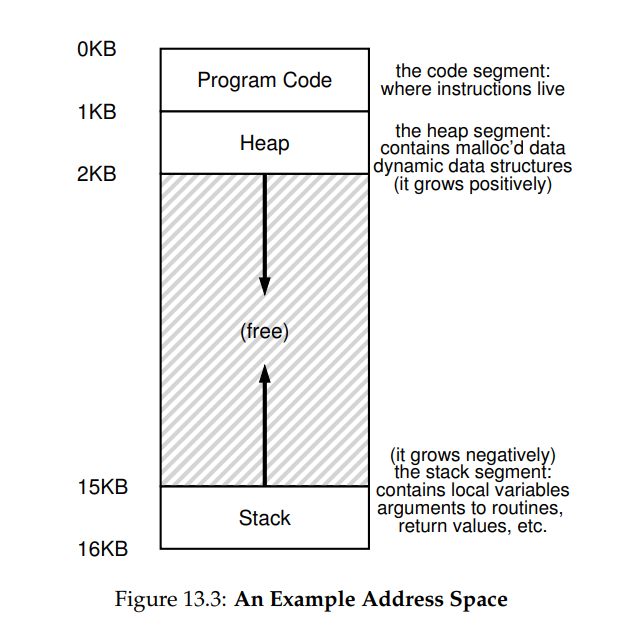 0KB
Program Code
the code segment:
where instructions live
1KB
Heap
the heap segment:
contains malloc'd data
dynamic data structures
(it grows positively)
2KB
(free)
(it grows negatively)
the stack segment:
contains local variables
arguments to routines,
return values, etc.
15KB
Stack
16KB
Figure 13.3: An Example Address Space